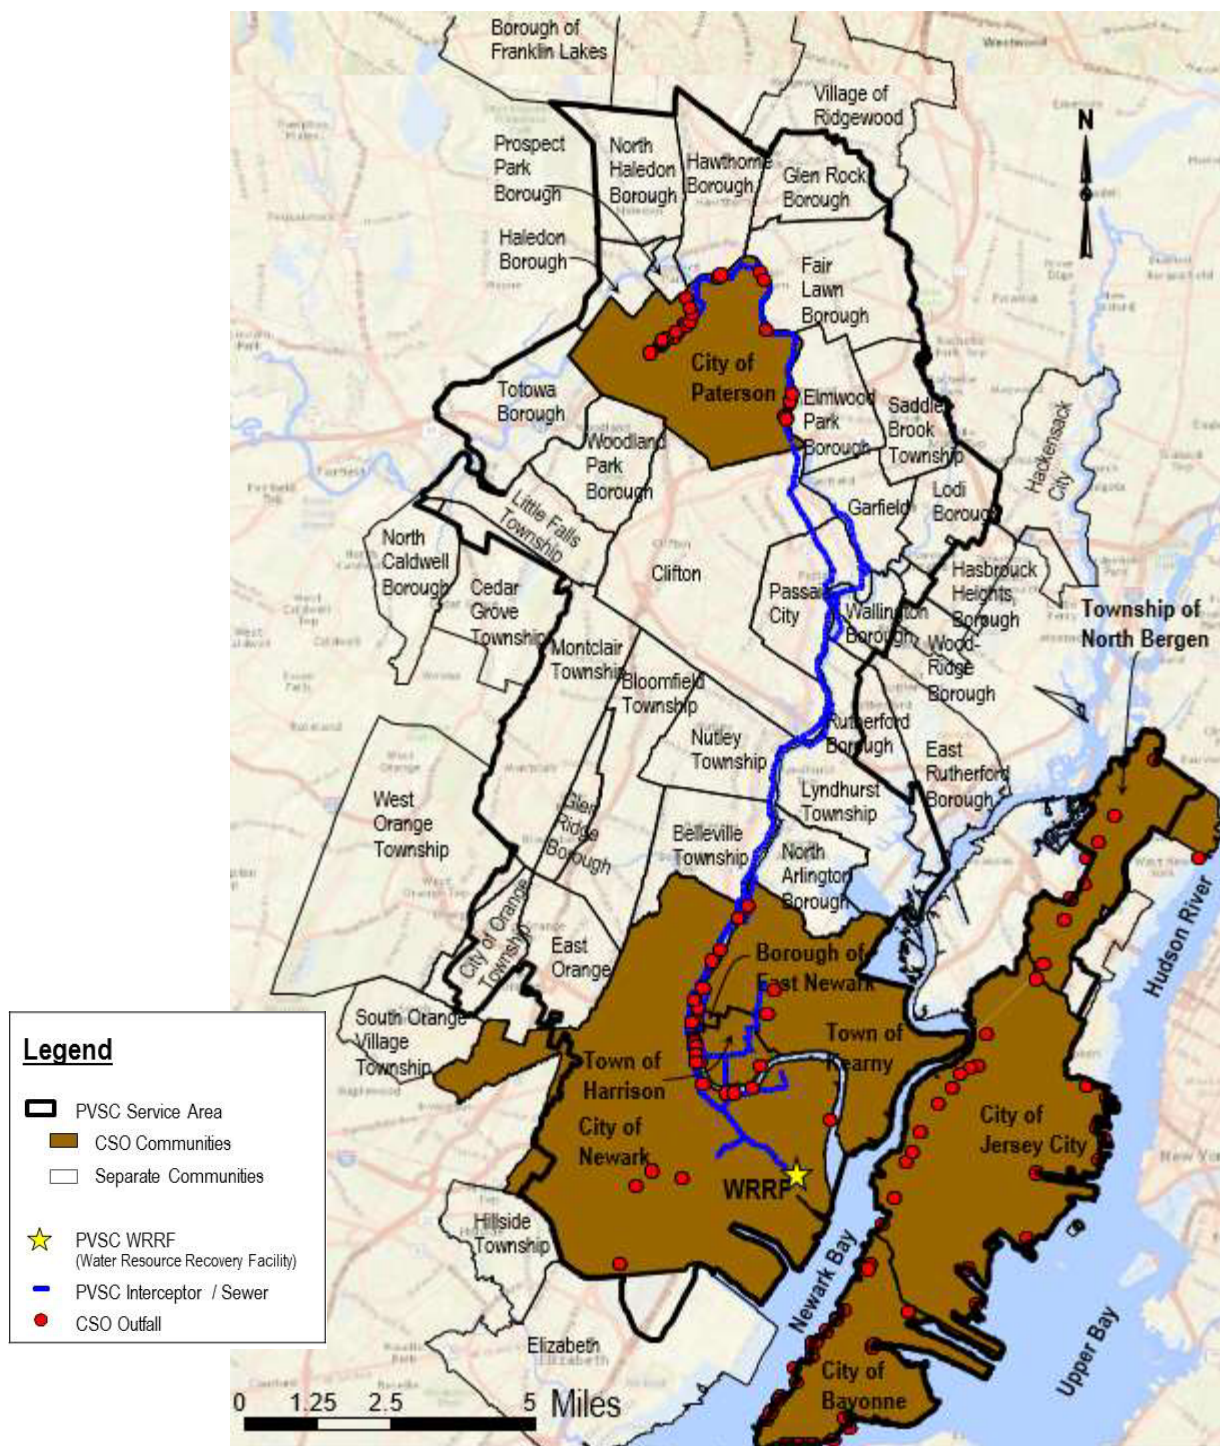 Borough of
Franklin Lakes
Westwood
Village of
Ridgewood
N
Prospect
Park
Borough
North
Haledon
Borough
Hawthorne
Borough
Glen Rock
Borough
Haledon
Borough
Fair
Lawn
Borough
City of
Paterson
Totowa
Borough
Elmwood
Park
Borough
Saddle
Brook
Township
Woodland
Park
Borough
Hackensack
City
Little Falls
Township
Garfield
Lodi
Borough
North
Caldwell
Borough
Clifton
Clifton
Cedar
Grove
Township
Passaic
City
Wallington
Borough
Hasbrouck
Heights
Borough
Township of
North Bergen
Montclair
Township
Wood-
Ridge
Borough
Bloomfield
Township
Nutley
Township
Rutherford
Borough
East
Rutherford
Borough
West
Orange
Township
Glen
Ridge
Borough
Lyndhurst
Township
Belleville
Township
North
Arlington
Borough
City of Orange
Township
East
Orange
Borough of
East Newark
Hudson River
South Orange
Village
Township
Town of
Harrison
Town of
Kearny
City of
Newark
City of
Jersey City
WRRF
Hillside
Township
Newark Bay
Elizabeth
Upper Bay
City of
Bayonne
Legend
PVSC Service Area
CSO Communities
Separate Communities
PVSC WRRF
(Water Resource Recovery Facility)
PVSC Interceptor / Sewer
CSO Outfall
0 1.25 2.5 5 Miles